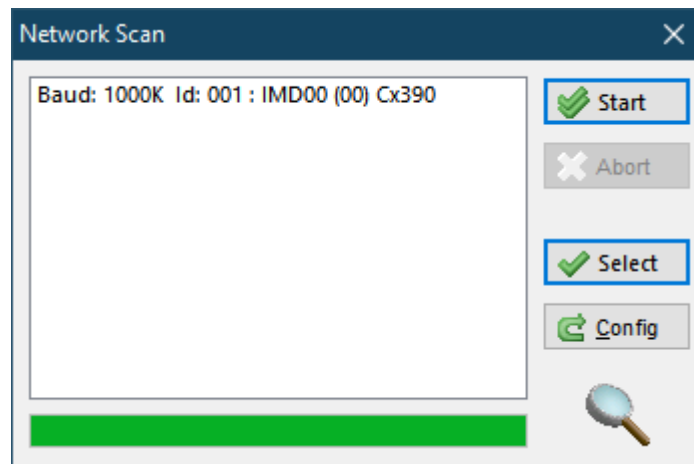 Network Scan
Baud: 1000K Id: 001 : IMD00 (00) Cx390
Start
Abort
Select
Config